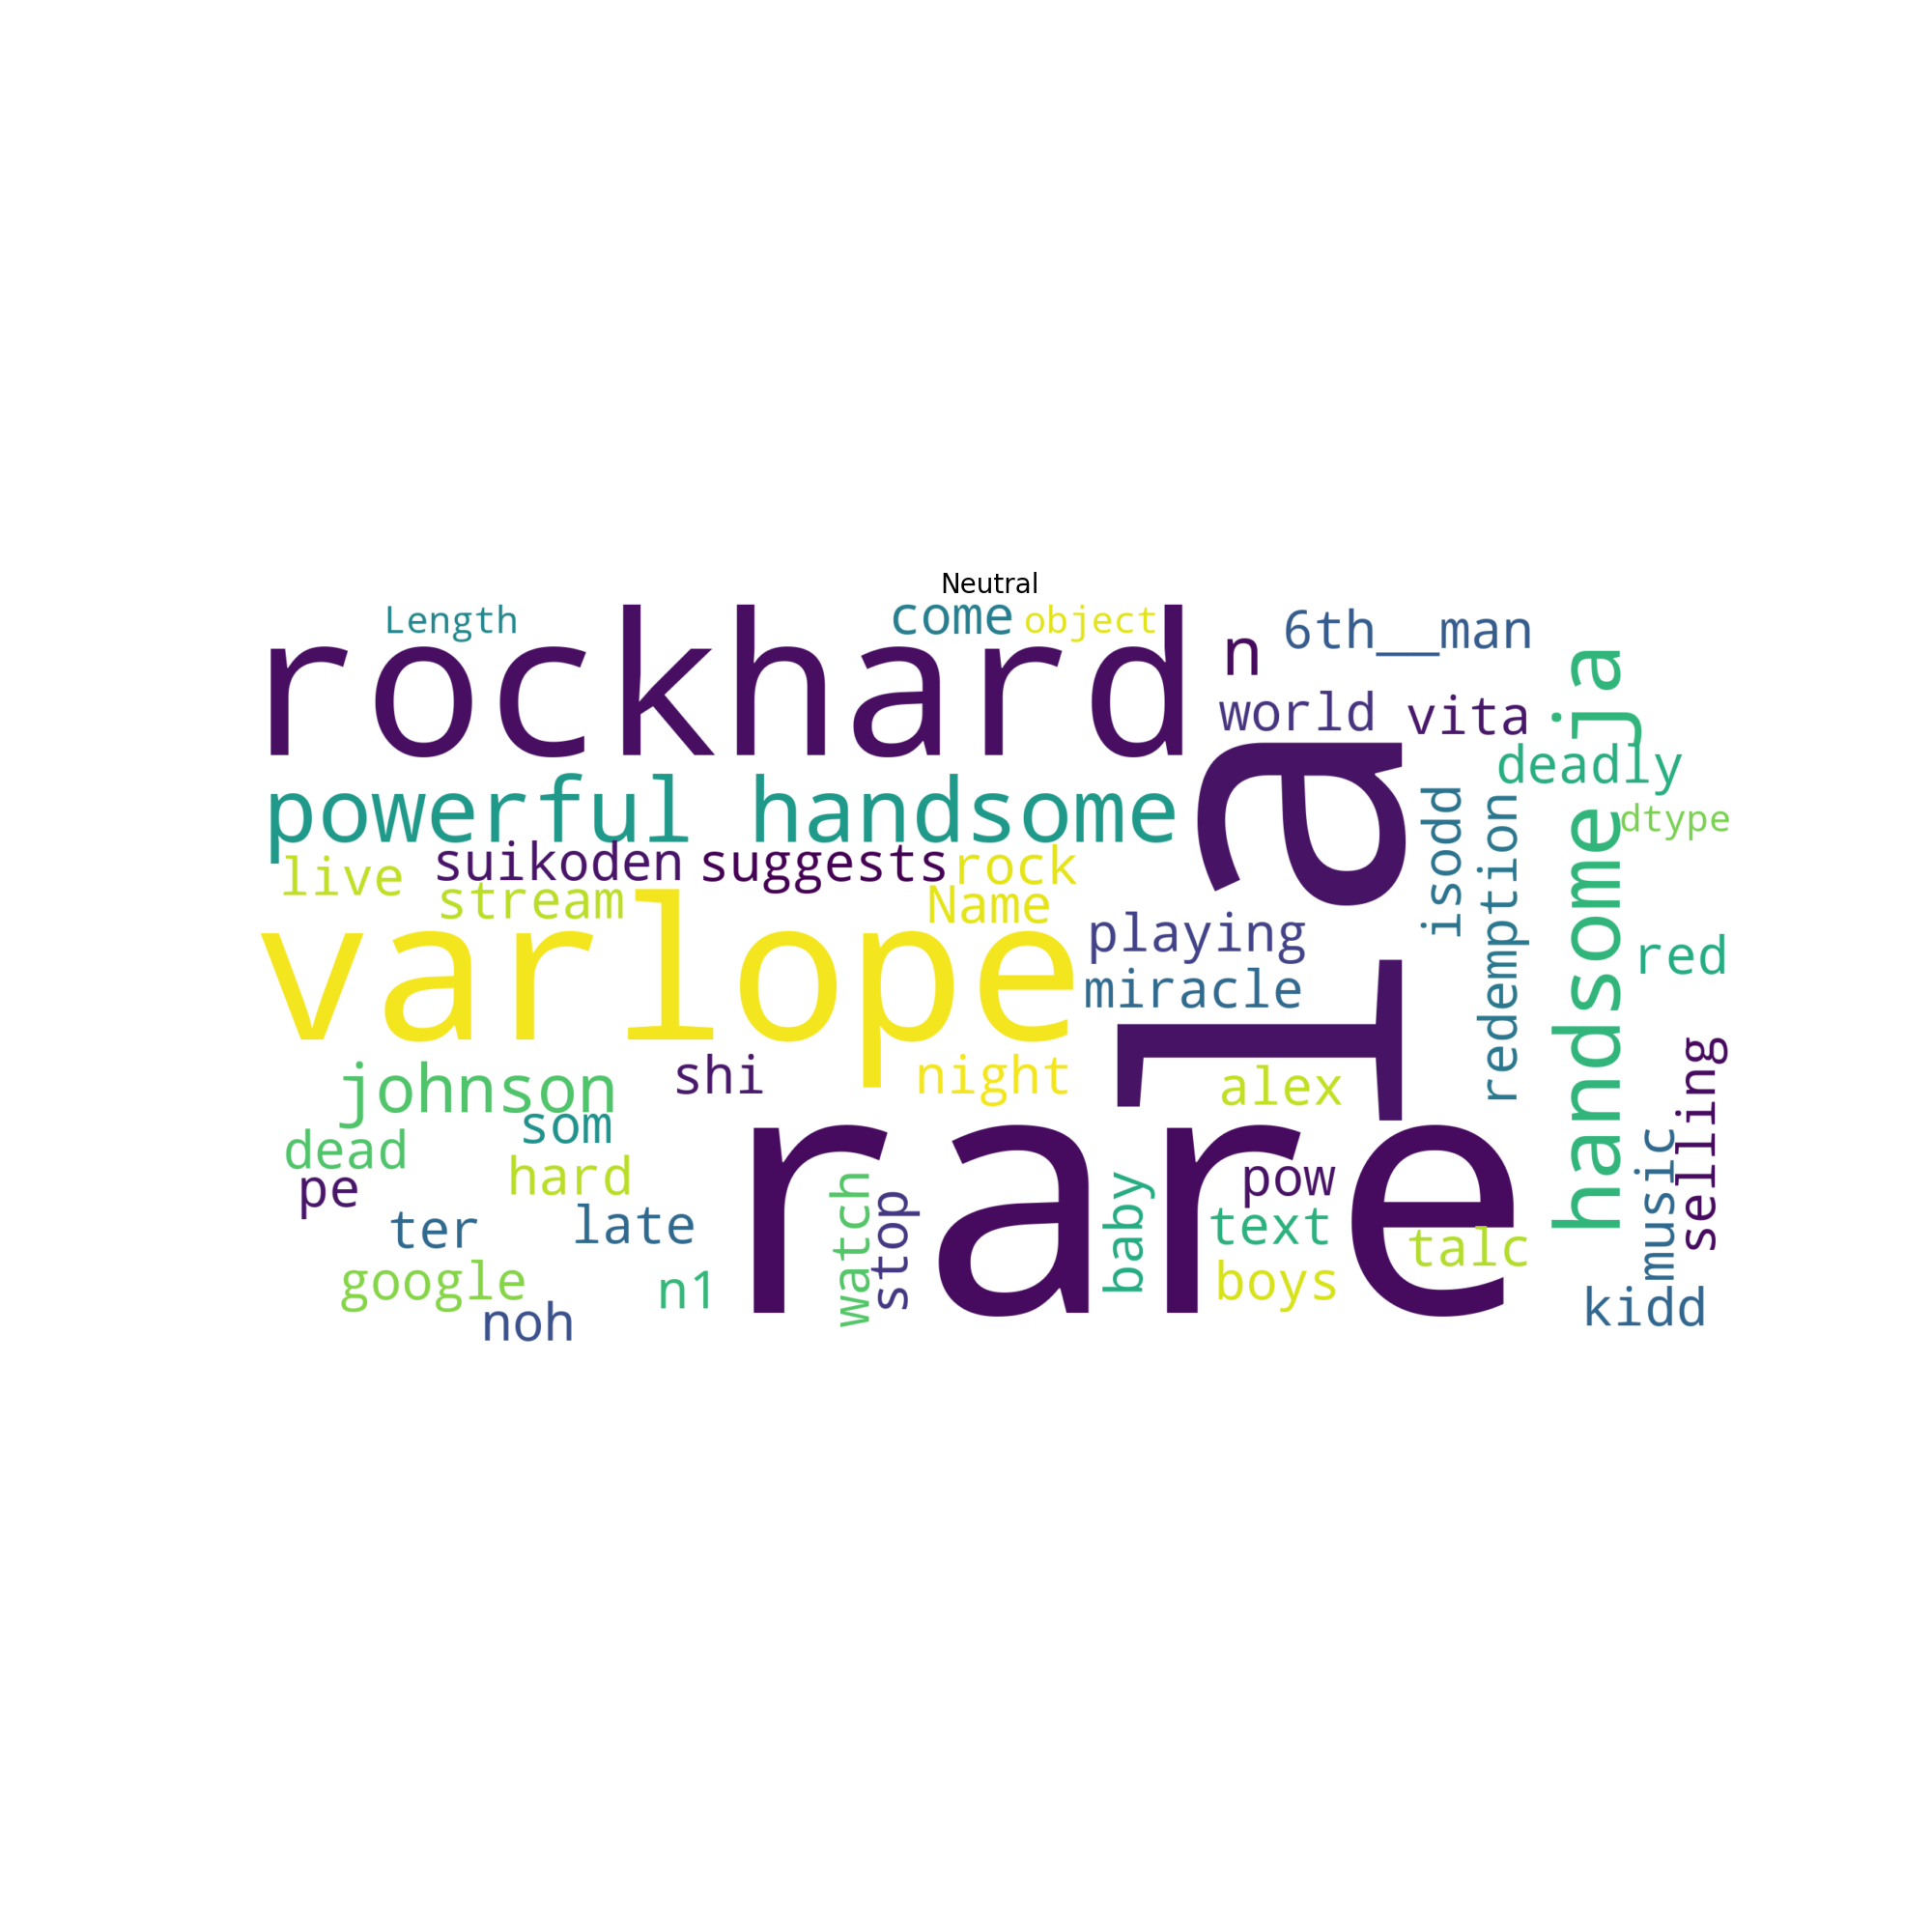 Neutral
Length
come
object
6th__man
rockhard
n
world
vita
handsome ja
deadly
powerful handsome
la
isodd
redemption
dtype
suikoden
suggests
rock
live
stream
Name
varlope
playing
red
miracle
johnson
shi
night
alex
selling
som
rare
dead
hard
pow
music
pe
watch
stop
baby
ter
late
text
talc
google
n1
boys
kidd
noh